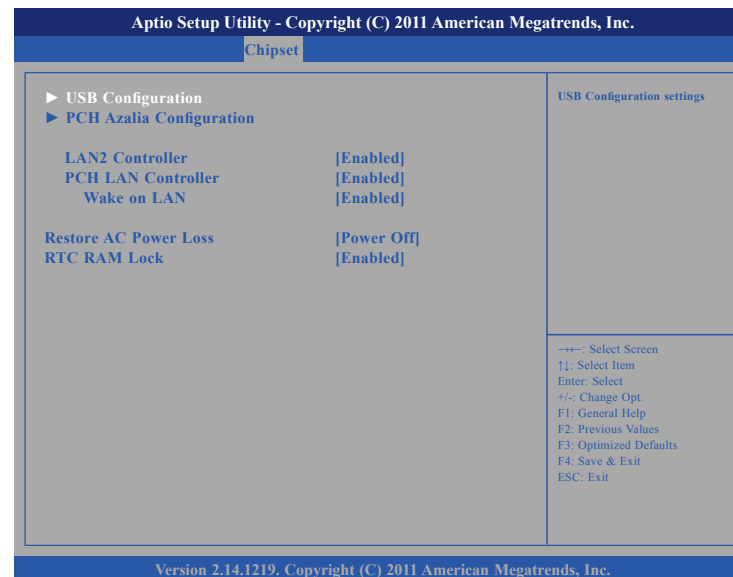 Aptio Setup Utility - Copyright (C) 2011 American Megatrends, Inc.
Chipset
► USB Configuration
► PCH Azalia Configuration
LAN2 Controller [Enabled]
PCH LAN Controller [Enabled]
Wake on LAN [Enabled]
Restore AC Power Loss [Power Off]
RTC RAM Lock [Enabled]
USB Configuration settings
→←: Select Screen
↑↓: Select Item
Enter: Select
+/-: Change Opt.
F1: General Help
F2: Previous Values
F3: Optimized Defaults
F4: Save & Exit
ESC: Exit
Version 2.14.1219. Copyright (C) 2011 American Megatrends, Inc.